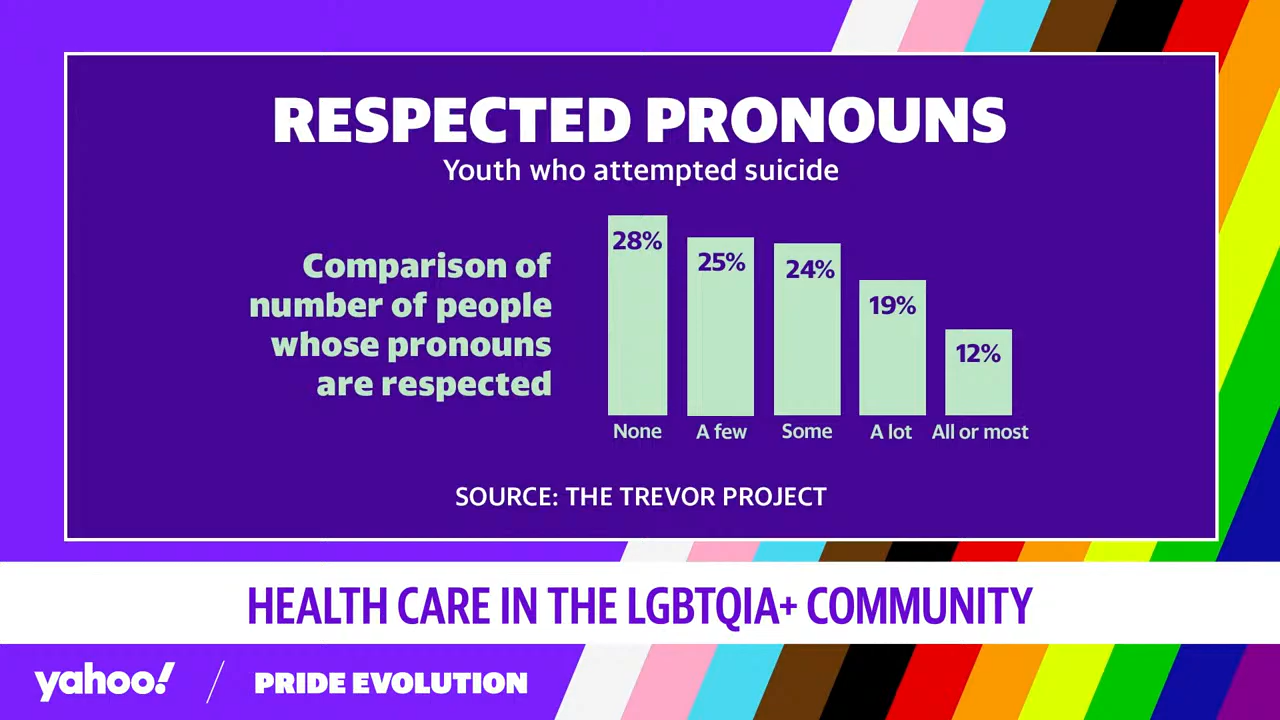 RESPECTED PRONOUNS
Youth who attempted suicide
Comparison of
number of people
whose pronouns
are respected
28%
25%
24%
19%
12%
None
A few
Some
A lot
All or most
SOURCE: THE TREVOR PROJECT
HEALTH CARE IN THE LGBTQIA+ COMMUNITY
yahoo! / PRIDE EVOLUTION